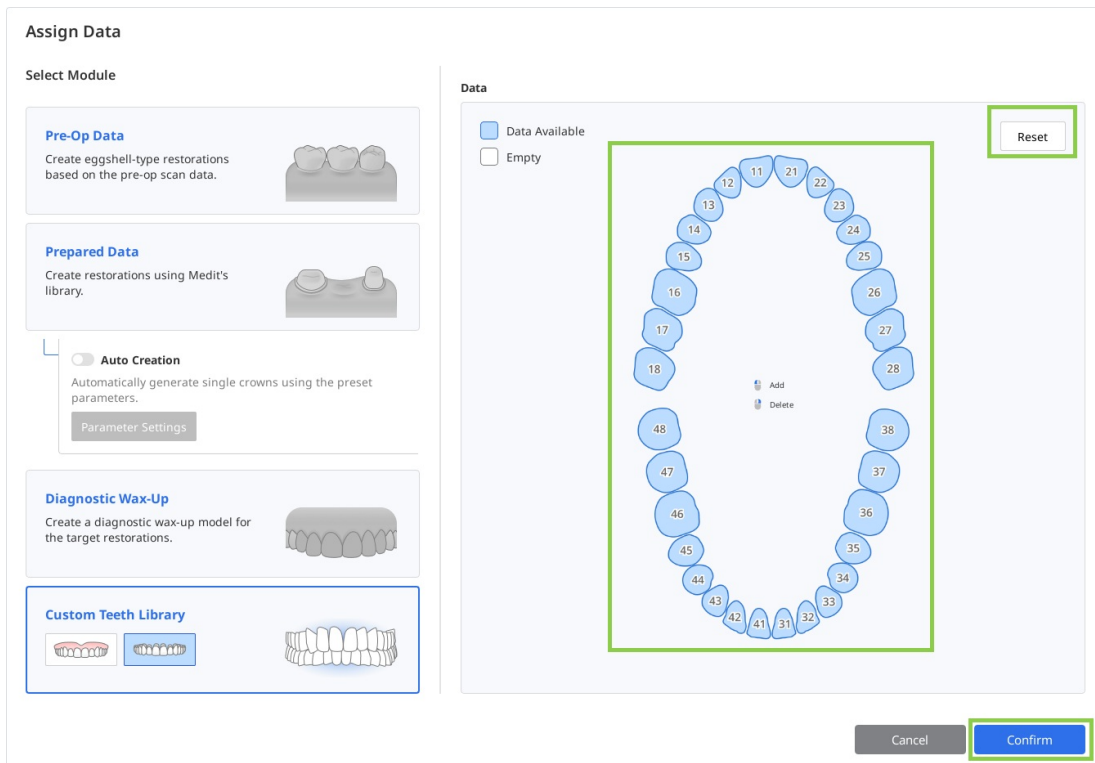 Assign Data
Select Module
Pre-Op Data
Create eggshell-type restorations
based on the pre-op scan data.
Prepared Data
Create restorations using Medit's
library.
Auto Creation
Automatically generate single crowns using the preset
parameters.
Parameter Settings
Diagnostic Wax-Up
Create a diagnostic wax-up model for
the target restorations.
Custom Teeth Library
Data
Data Available
Empty
Reset
11 21
12 22
13 23
14 24
15 25
16 26
17 27
18 28
Add
Delete
48 38
47 37
46 36
45 35
44 34
43 33
42 41 31 32
Cancel
Confirm